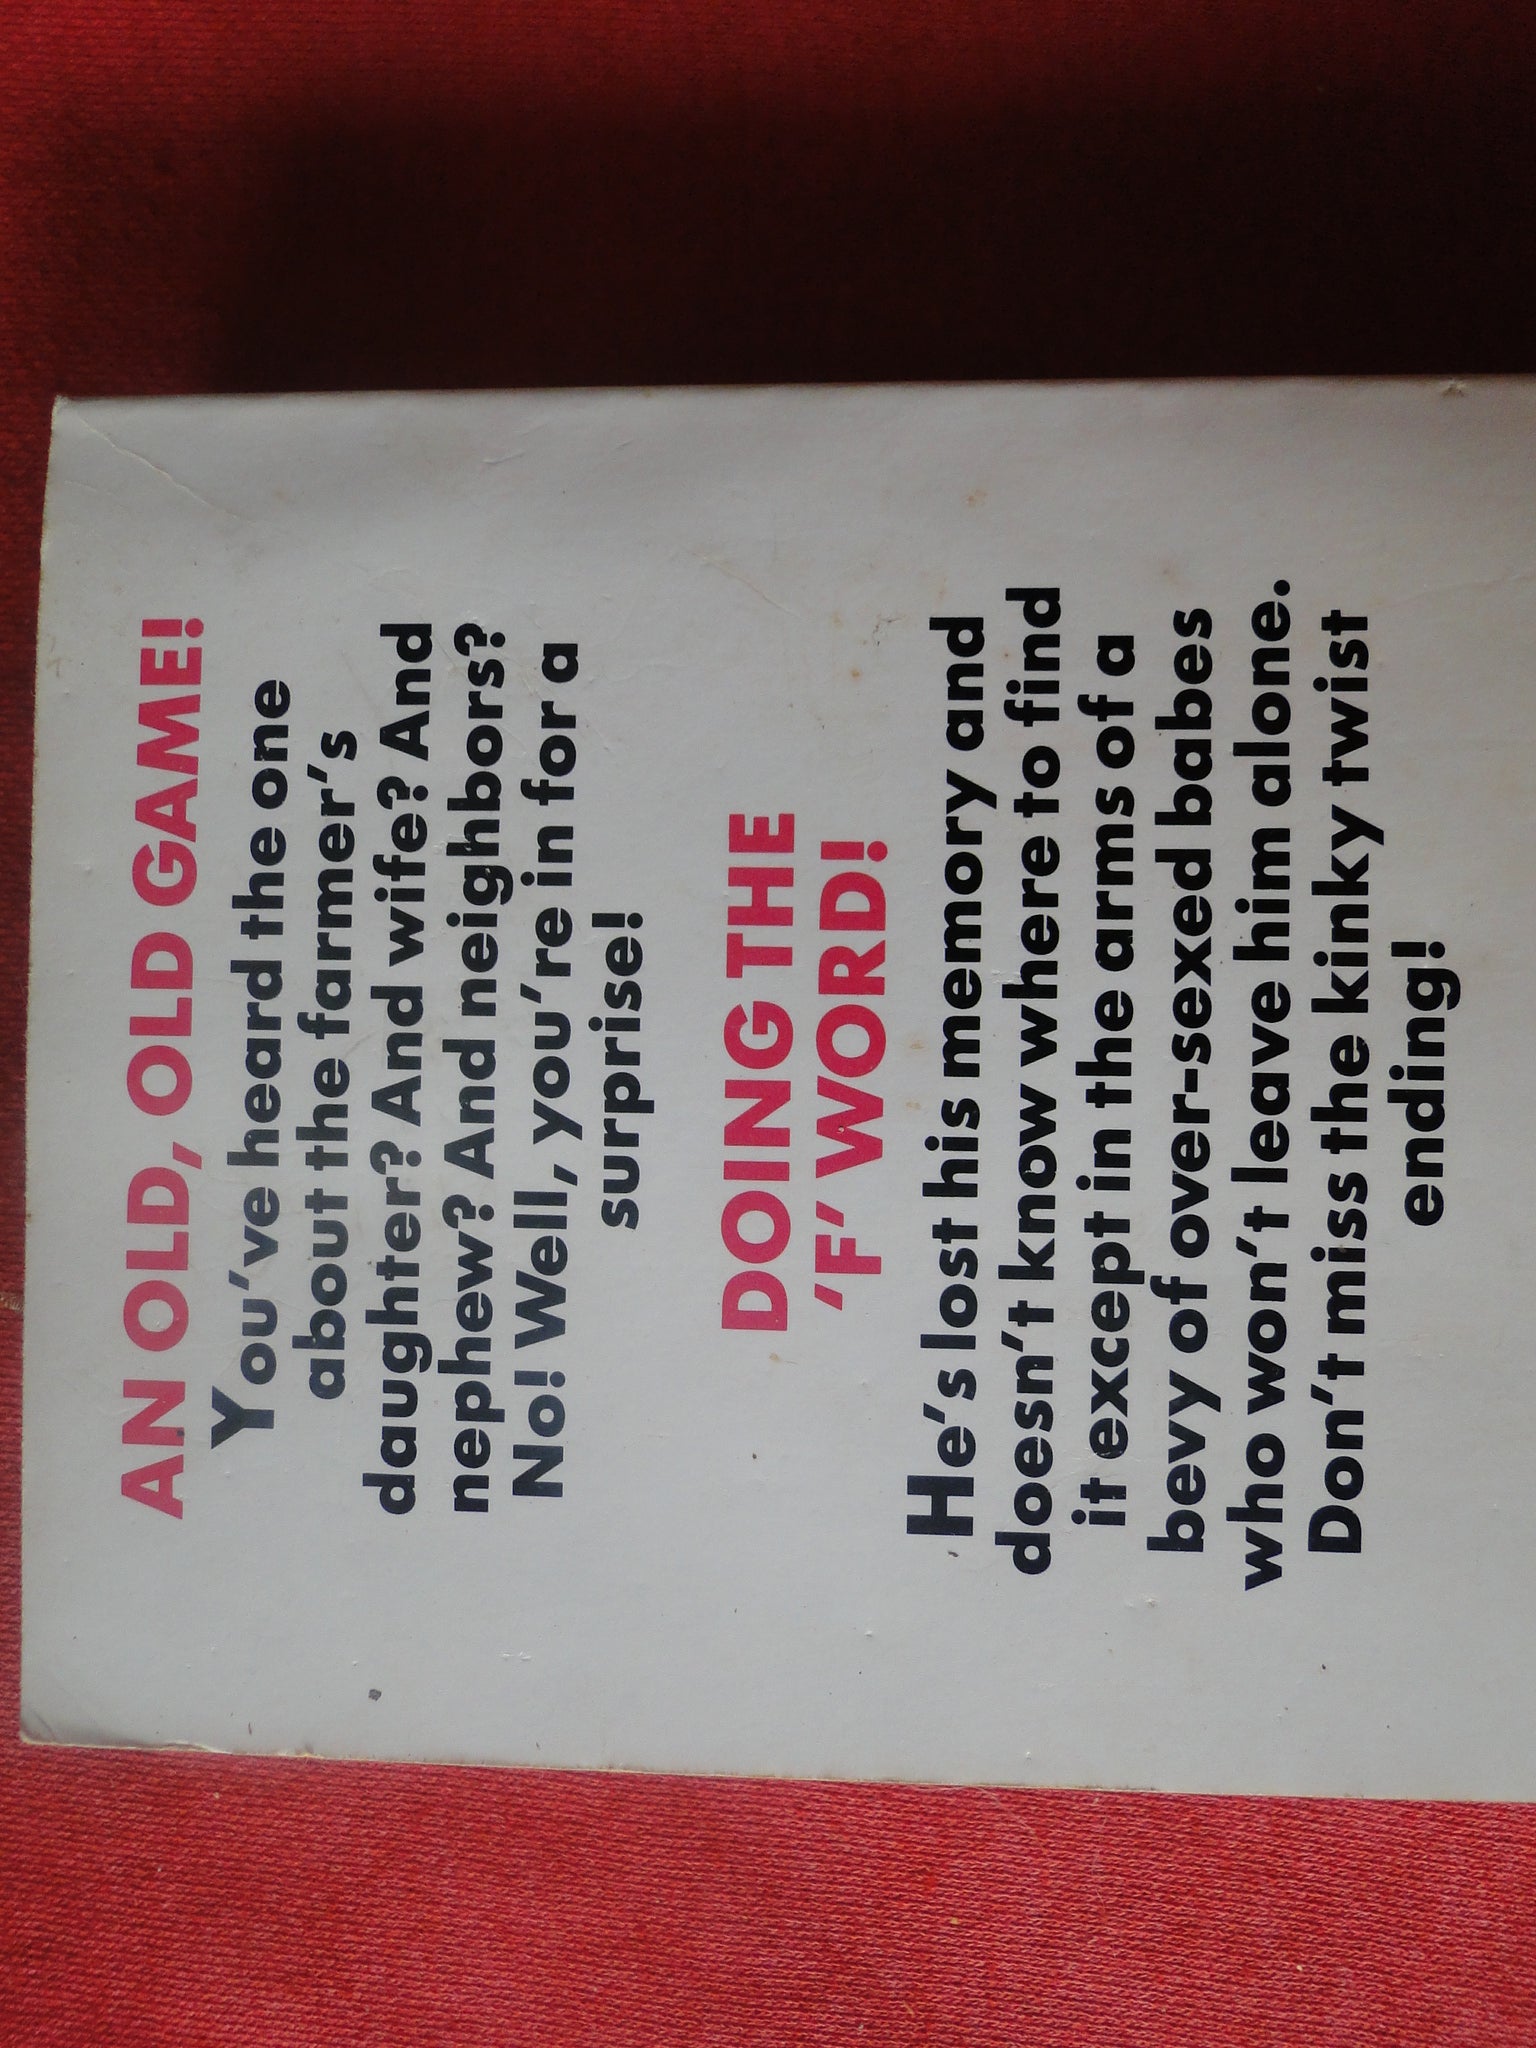 AN OLD, OLD GAME!
You've heard the one
about the farmer's
daughter? And wife? And
nephew? And neighbors?
No! Well, you're in for a
surprise!
DOING THE
'F' WORD!
He's lost his memory and
doesn't know where to find
it except in the arms of a
bevy of over-sexed babes
who won't leave him alone.
Don't miss the kinky twist
ending!